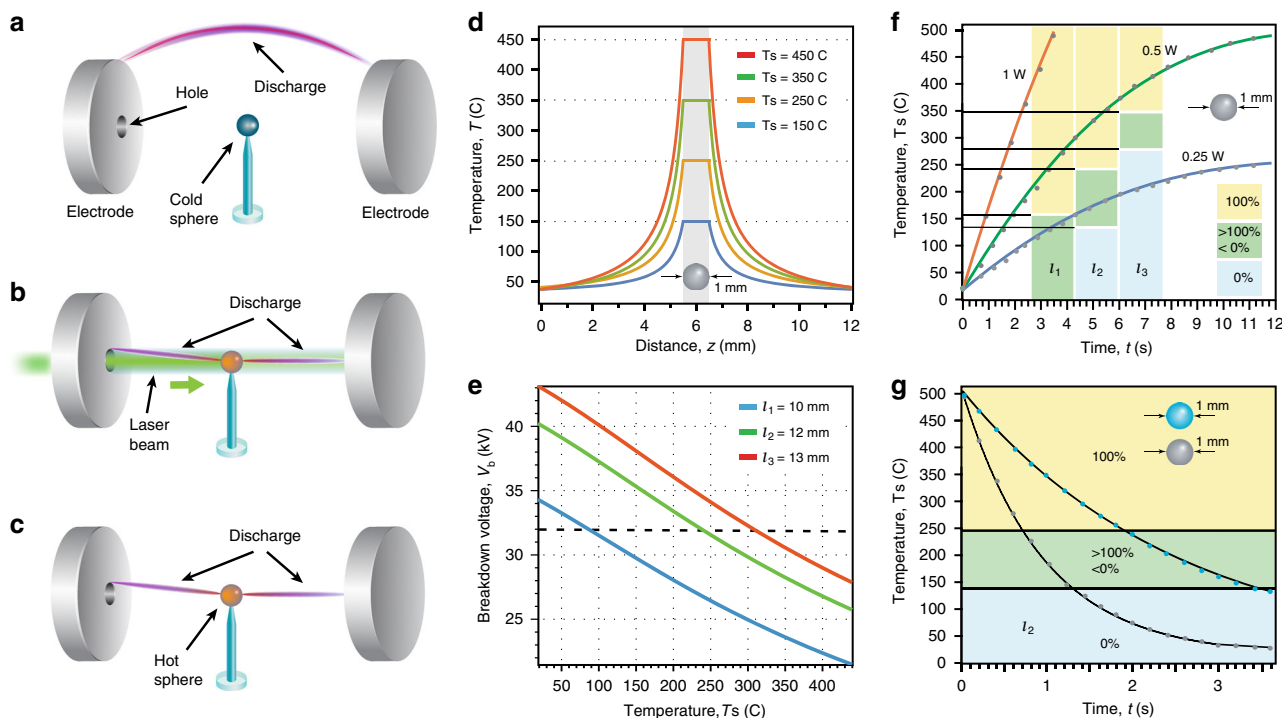 a
Discharge
Hole
Cold
sphere
Electrode
Electrode
b
Discharge
Laser
beam
c
Discharge
Hot
sphere
d
Temperature, T (C)
450
400
350
300
250
200
150
100
50
Ts = 450 C
Ts = 350 C
Ts = 250 C
Ts = 150 C
1 mm
0 2 4 6 8 10 12
Distance, z (mm)
e
Breakdown voltage, Vb (kV)
40
35
30
25
l1 = 10 mm
l2 = 12 mm
l3 = 13 mm
50 100 150 200 250 300 350 400
Temperature, Ts (C)
f
Temperature, Ts (C)
500
450
400
350
300
250
200
150
100
50
0
1 W
0.5 W
0.25 W
1 mm
100%
>100%
< 0%
0%
l1
l2
l3
0 1 2 3 4 5 6 7 8 9 10 11 12
Time, t (s)
g
Temperature, Ts (C)
500
450
400
350
300
250
200
150
100
50
0
1 mm
1 mm
100%
>100%
<0%
l2
0%
0 1 2 3
Time, t (s)